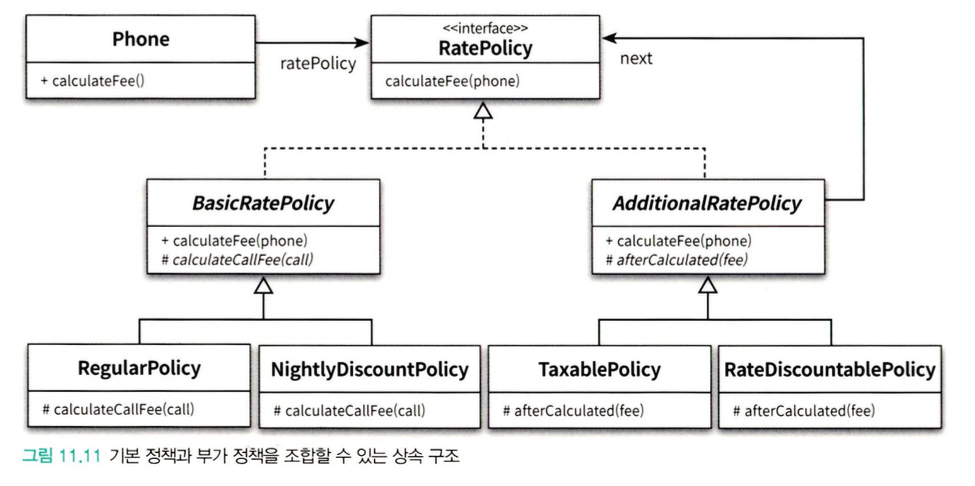 Phone
+ calculateFee()
ratePolicy
<<interface>>
RatePolicy
calculateFee(phone)
next
BasicRatePolicy
+ calculateFee(phone)
# calculateCallFee(call)
AdditionalRatePolicy
+ calculateFee(phone)
# afterCalculated(fee)
RegularPolicy
# calculateCallFee(call)
NightlyDiscountPolicy
# calculateCallFee(call)
TaxablePolicy
# afterCalculated(fee)
RateDiscountablePolicy
# afterCalculated(fee)
그림 11.11 기본 정책과 부가 정책을 조합할 수 있는 상속 구조